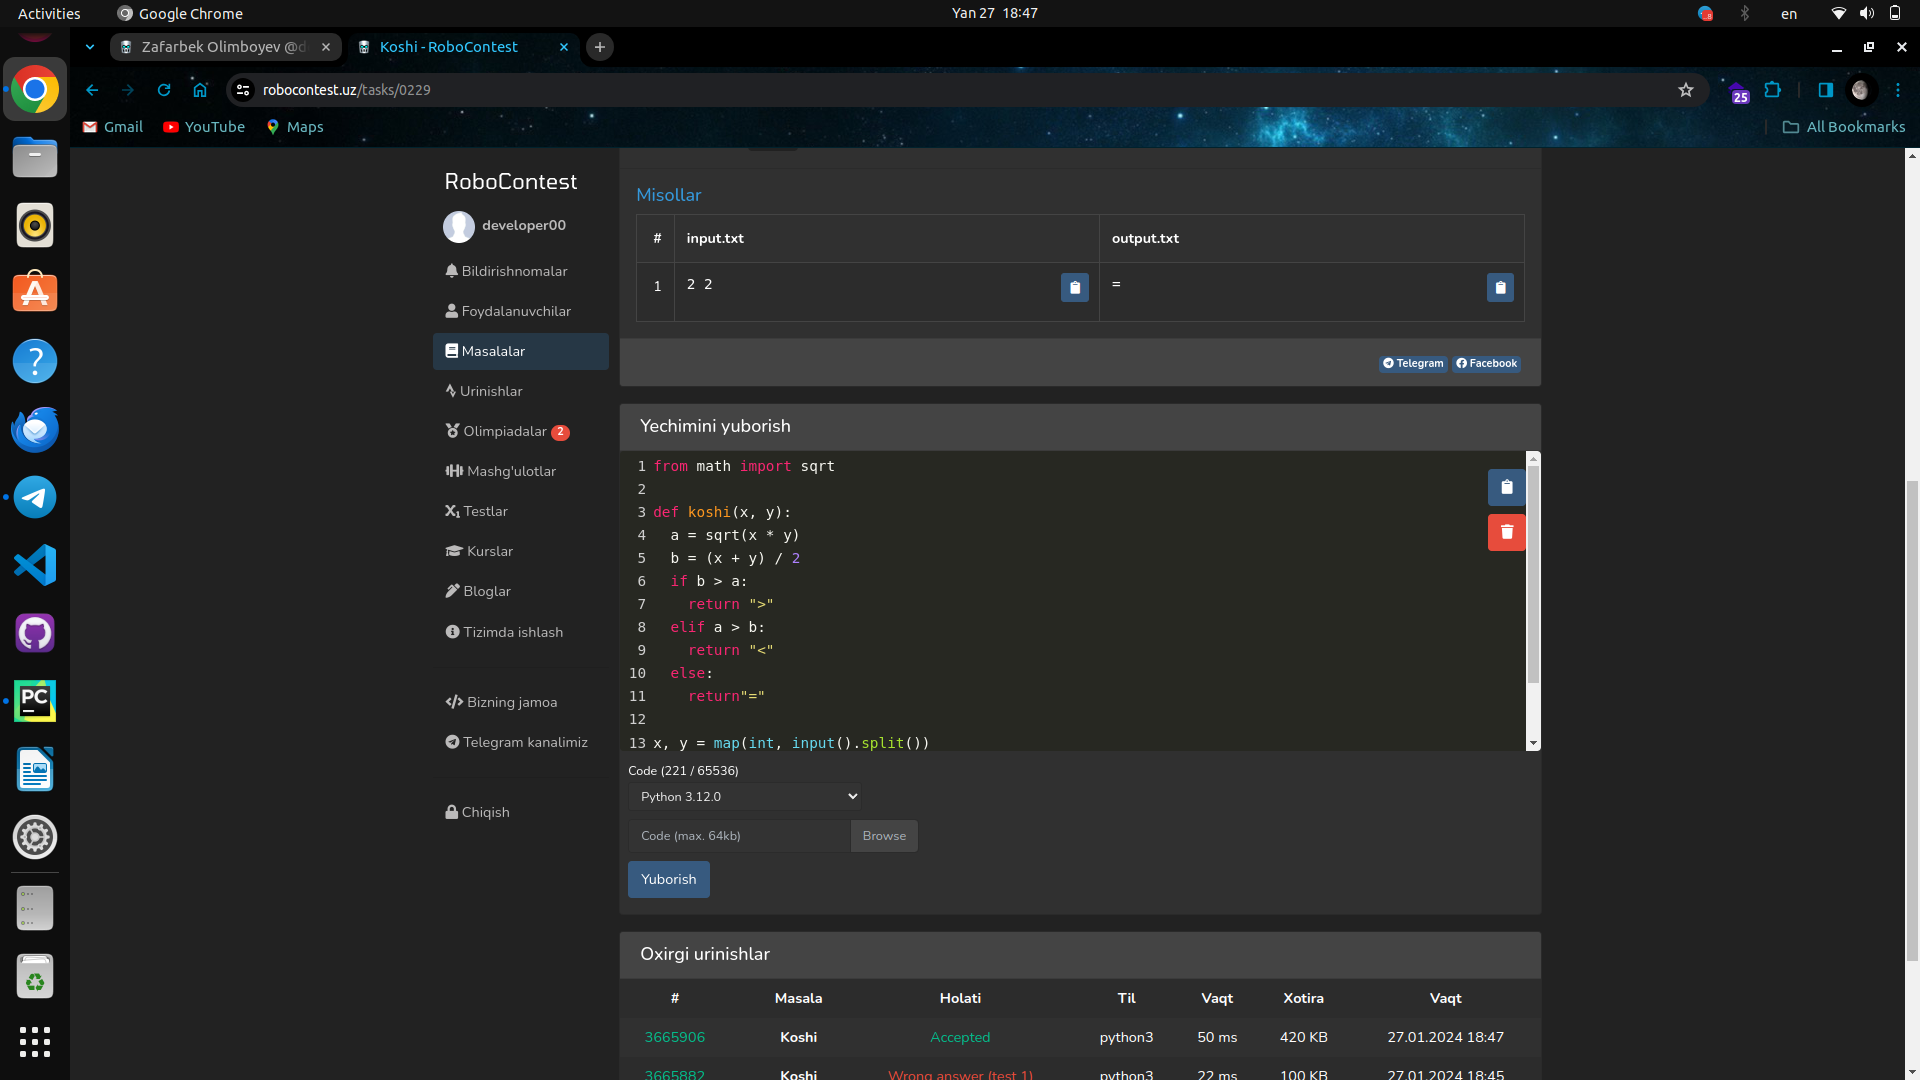 Activities
Google Chrome
Yan 27 18:47
en
Zafarbek Olimboyev @d
Koshi - RoboContest
robocontest.uz/tasks/0229
25
Gmail
YouTube
Maps
All Bookmarks
RoboContest
developer00
Bildirishnomalar
Foydalanuvchilar
Masalalar
Urinishlar
Olimpiadalar 2
Mashg'ulotlar
Testlar
Kurslar
Bloglar
Tizimda ishlash
Bizning jamoa
Telegram kanalimiz
Chiqish
Misollar
# input.txt output.txt
1 2 2 =
Telegram Facebook
Yechimini yuborish
1 from math import sqrt
2
3 def koshi(x, y):
4 a = sqrt(x * y)
5 b = (x + y) / 2
6 if b > a:
7 return ">"
8 elif a > b:
9 return "<"
10 else:
11 return"="
12
13 x, y = map(int, input().split())
Code (221 / 65536)
Python 3.12.0
Code (max. 64kb) Browse
Yuborish
Oxirgi urinishlar
# Masala Holati Til Vaqt Xotira Vaqt
3665906 Koshi Accepted python3 50 ms 420 KB 27.01.2024 18:47
3665882 Koshi Wrong answer (test 1) python3 22 ms 100 KB 27.01.2024 18:45
PC